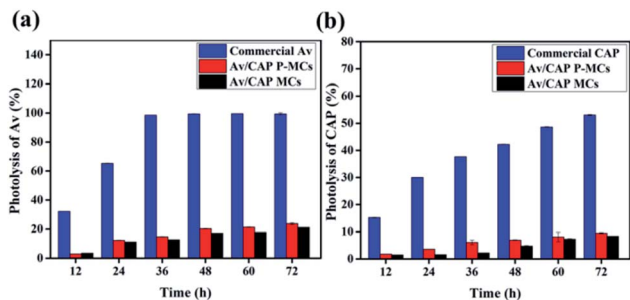 (a)
Photolysis of Av (%)
140
120
100
80
60
40
20
0
Commercial Av
Av/CAP P-MCs
Av/CAP MCs
12 24 36 48 60 72
Time (h)
(b)
Photolysis of CAP (%)
80
70
60
50
40
30
20
10
0
Commercial CAP
Av/CAP P-MCs
Av/CAP MCs
12 24 36 48 60 72
Time (h)